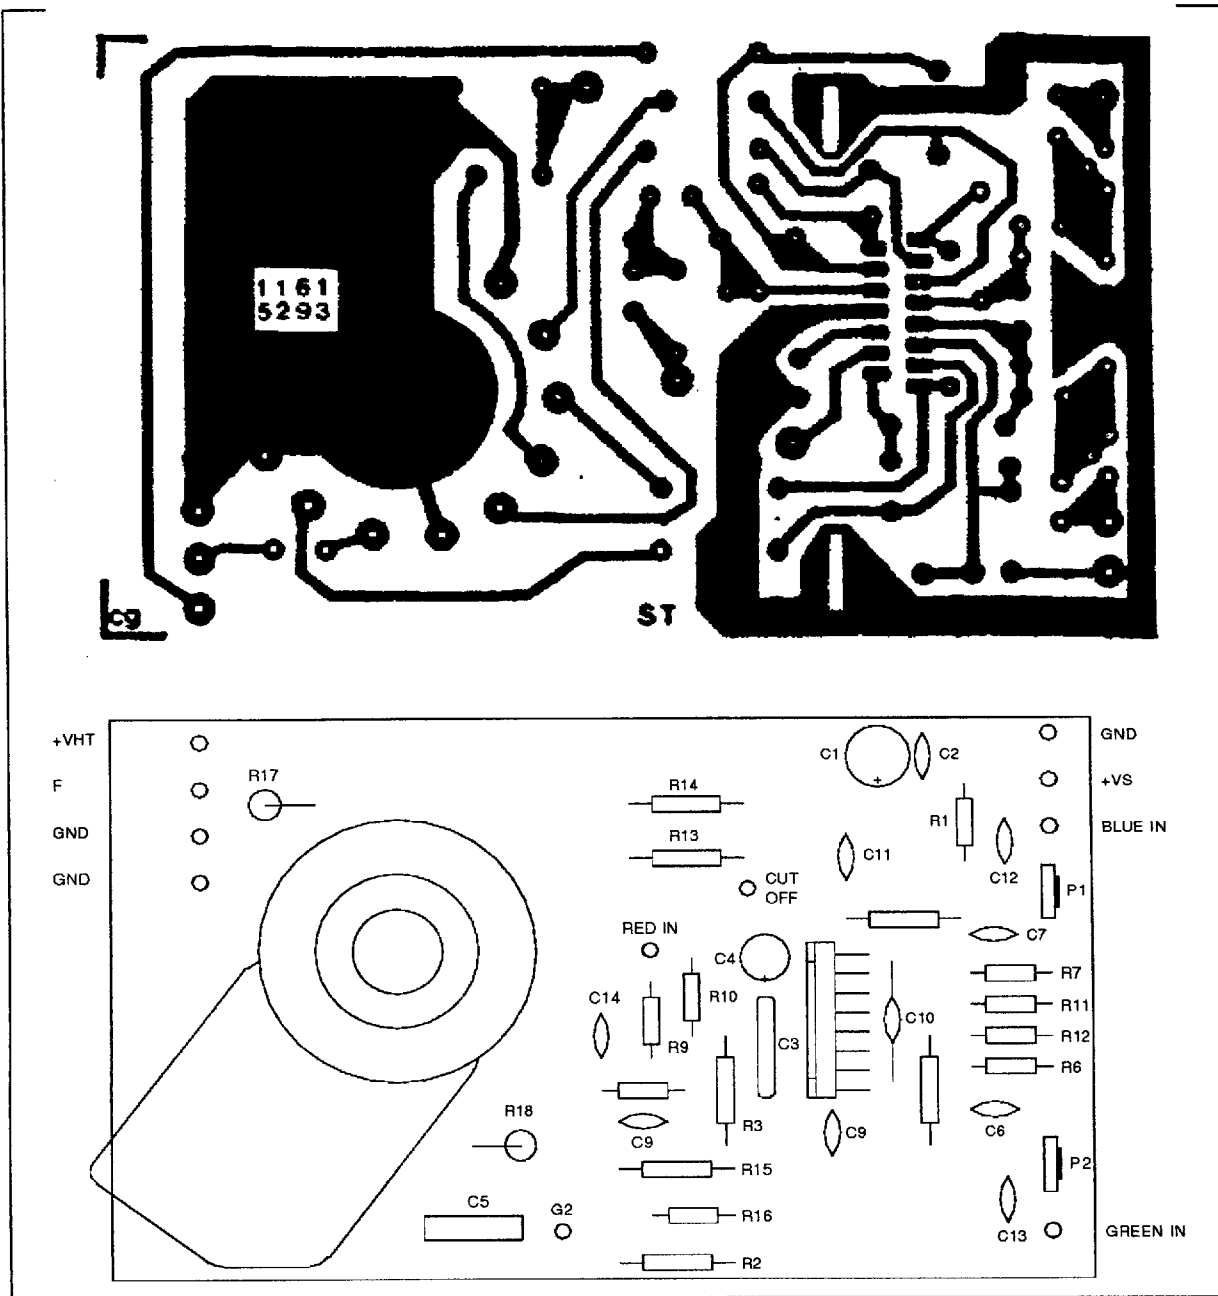 1161
5293
cg
ST
+VHT
F
GND
GND
R17
R14
R13
C1
C2
GND
+VS
BLUE IN
R1
C11
C12
P1
CUT
OFF
RED IN
C4
C7
R7
R11
R12
R6
C14
R10
R9
C3
C10
R18
C9
R3
C9
C6
P2
R15
C5
G2
R16
C13
GREEN IN
R2